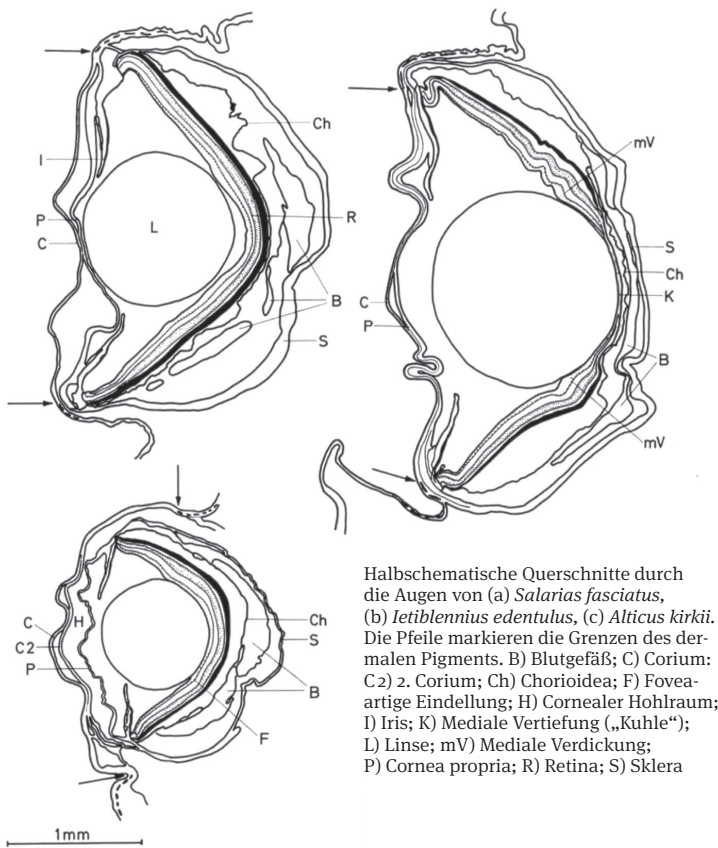 Ch
I
P
C
L
R
B
S
mV
S
Ch
K
C
P
B
mV
C
C2
P
H
Ch
S
B
F
1mm
Halbschematische Querschnitte durch
die Augen von (a) Salarias fasciatus,
(b) Ietiblennius edentulus, (c) Alticus kirkii.
Die Pfeile markieren die Grenzen des der-
malen Pigments. B) Blutgefäß; C) Corium:
C2) 2. Corium; Ch) Chorioidea; F) Fovea-
artige Eindellung; H) Cornealer Hohlraum;
I) Iris; K) Mediale Vertiefung („Kuhle“);
L) Linse; mV) Mediale Verdickung;
P) Cornea propria; R) Retina; S) Sklera